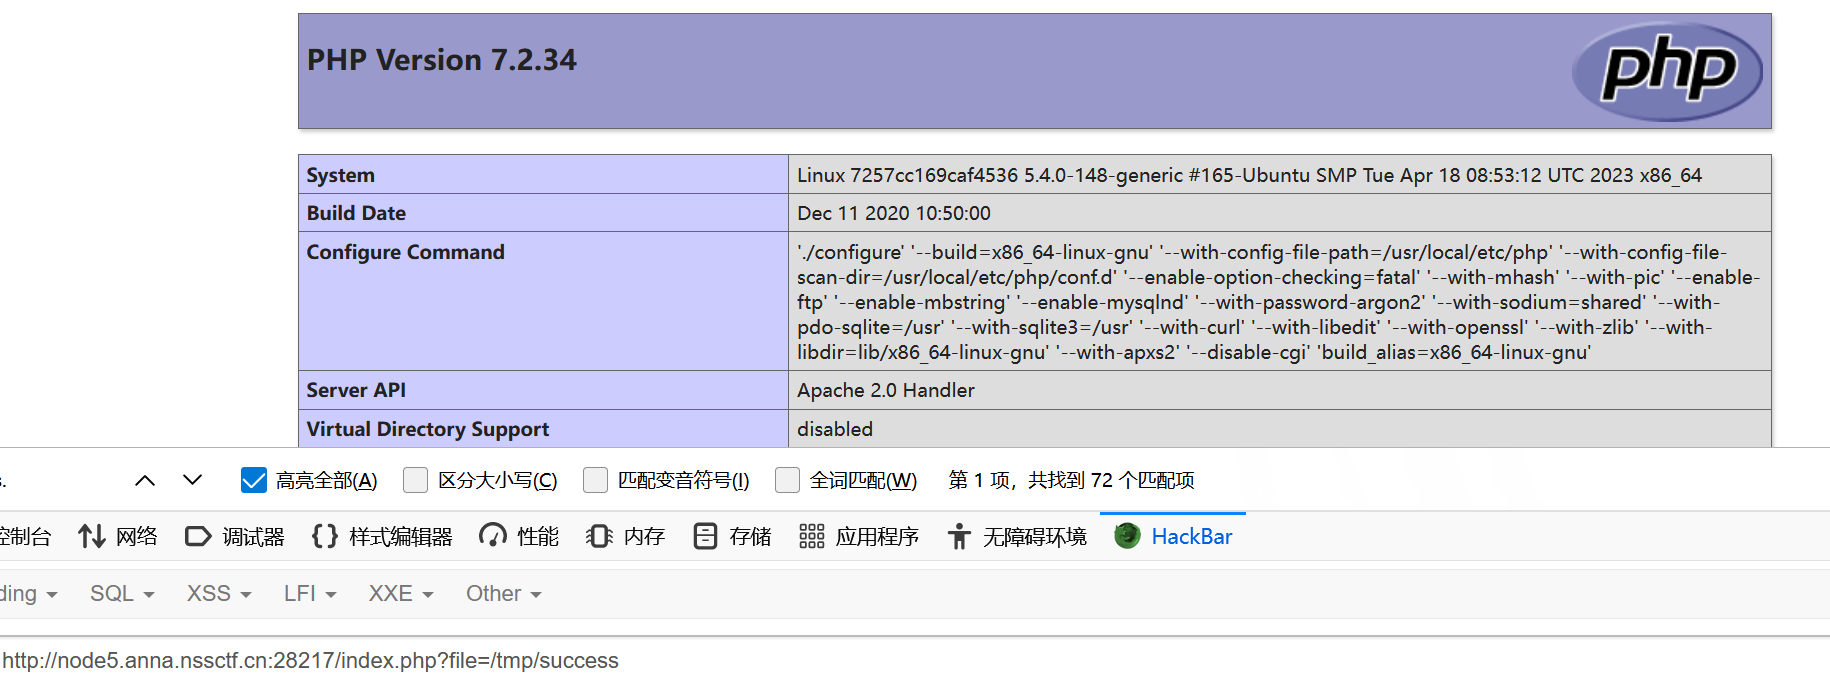 PHP Version 7.2.34
php
System
Linux 7257cc169caf4536 5.4.0-148-generic #165-Ubuntu SMP Tue Apr 18 08:53:12 UTC 2023 x86_64
Build Date
Dec 11 2020 10:50:00
Configure Command
'./configure' '--build=x86_64-linux-gnu' '--with-config-file-path=/usr/local/etc/php' '--with-config-file-
scan-dir=/usr/local/etc/php/conf.d' '--enable-option-checking=fatal' '--with-mhash' '--with-pic' '--enable-
ftp' '--enable-mbstring' '--enable-mysqlnd' '--with-password-argon2' '--with-sodium=shared' '--with-
pdo-sqlite=/usr' '--with-sqlite3=/usr' '--with-curl' '--with-libedit' '--with-openssl' '--with-zlib' '--with-
libdir=lib/x86_64-linux-gnu' '--with-apxs2' '--disable-cgi' 'build_alias=x86_64-linux-gnu'
Server API
Apache 2.0 Handler
Virtual Directory Support
disabled
高亮全部(A) 区分大小写(C) 匹配变音符号(I) 全词匹配(W) 第 1 项，共找到 72 个匹配项
控制台 网络 调试器 样式编辑器 性能 内存 存储 应用程序 无障碍环境 HackBar
ding SQL XSS LFI XXE Other
http://node5.anna.nssctf.cn:28217/index.php?file=/tmp/success